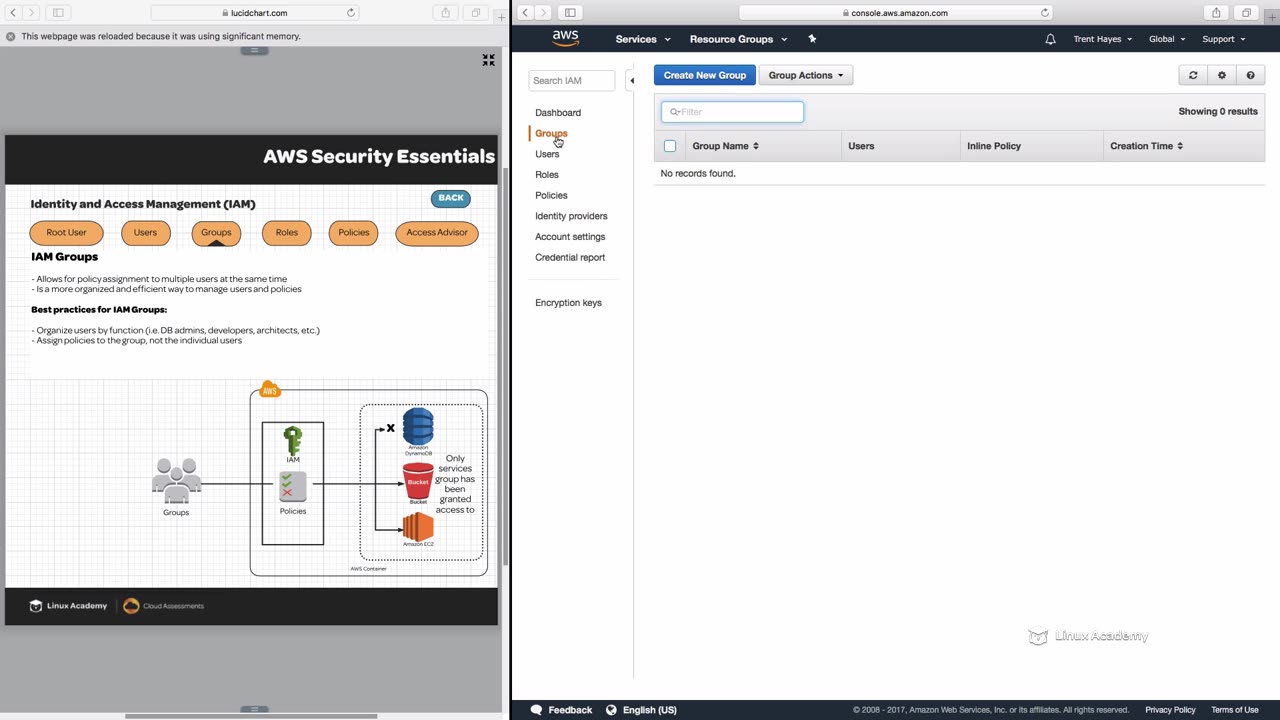 lucidchart.com
This webpage was reloaded because it was using significant memory.
AWS Security Essentials
Identity and Access Management (IAM)
BACK
Root User
Users
Groups
Roles
Policies
Access Advisor
IAM Groups
- Allows for policy assignment to multiple users at the same time
- Is a more organized and efficient way to manage users and policies
Best practices for IAM Groups:
- Organize users by function (i.e. DB admins, developers, architects, etc.)
- Assign policies to the group, not the individual users
AWS
IAM
Policies
Groups
X
Amazon
DynamoDB
Bucket
Bucket
Amazon EC2
Only
services
group has
been
granted
access to
AWS Container
Linux Academy
Cloud Assessments
console.aws.amazon.com
aws
Services
Resource Groups
Trent Hayes
Global
Support
Search IAM
Dashboard
Groups
Users
Roles
Policies
Identity providers
Account settings
Credential report
Encryption keys
Create New Group
Group Actions
Filter
Showing 0 results
Group Name
Users
Inline Policy
Creation Time
No records found.
Linux Academy
Feedback
English (US)
© 2008 - 2017, Amazon Web Services, Inc. or its affiliates. All rights reserved.
Privacy Policy
Terms of Use